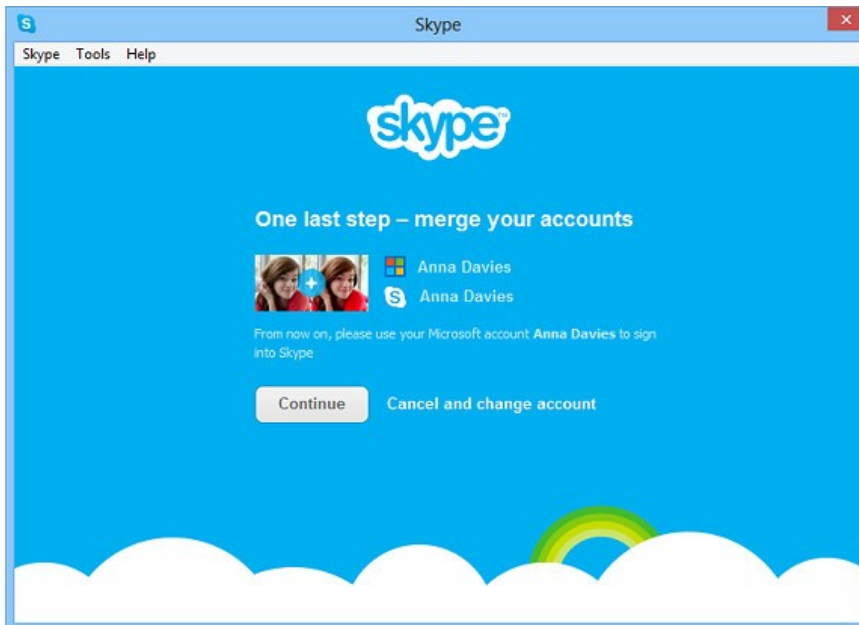 Skype
Skype Tools Help
skype™
One last step – merge your accounts
Anna Davies
Anna Davies
From now on, please use your Microsoft account Anna Davies to sign
into Skype
Continue Cancel and change account